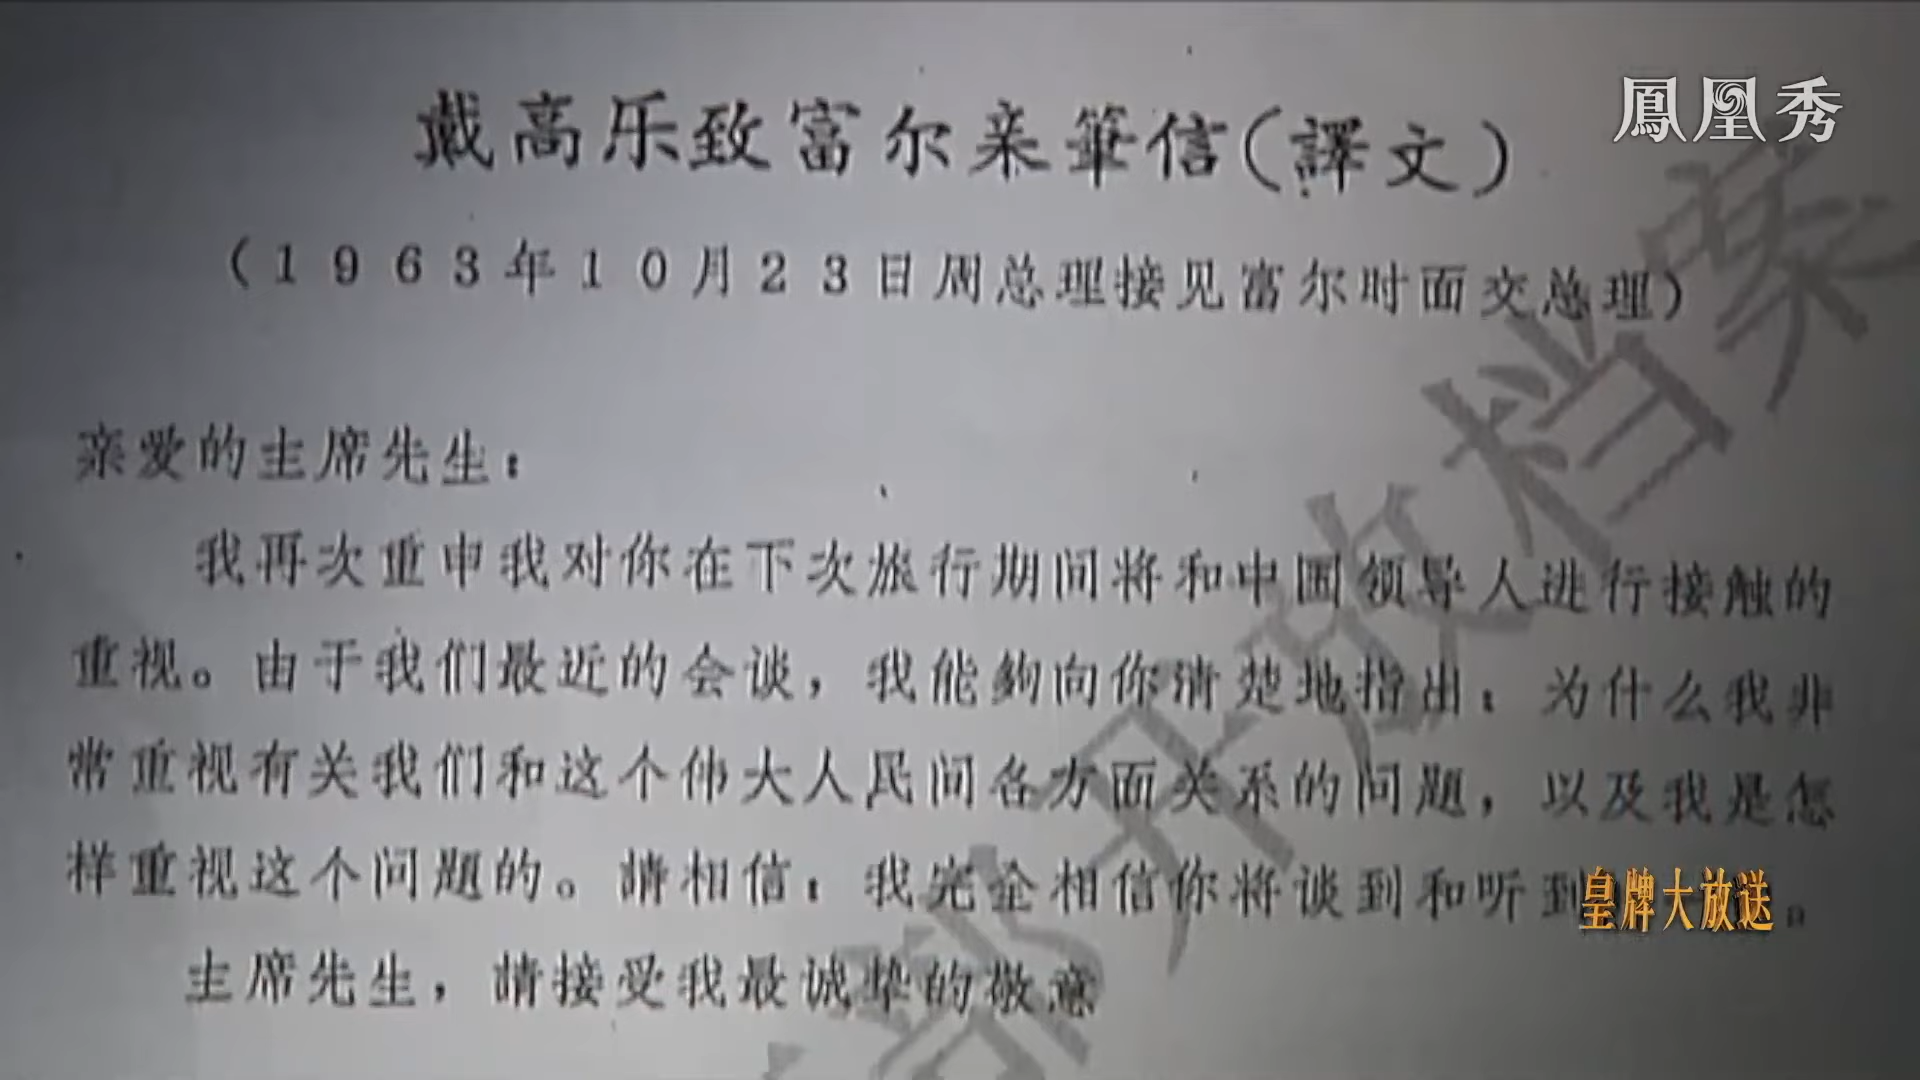 鳳凰秀
戴高乐致富尔亲筆信(譯文)
(1963年10月23日周总理接见富尔时面交总理)
亲爱的主席先生:
我再次重申我对你在下次旅行期间将和中国领导人进行接触的
重视。由于我们最近的会谈,我能夠向你清楚地指出:为什么我非
常重视有关我们和这个伟大人民间各方面关系的问题,以及我是怎
样重视这个问题的。請相信:我完全相信你将谈到和听到
皇牌大放送
主席先生,請接受我最诚挚的敬意
开放档案